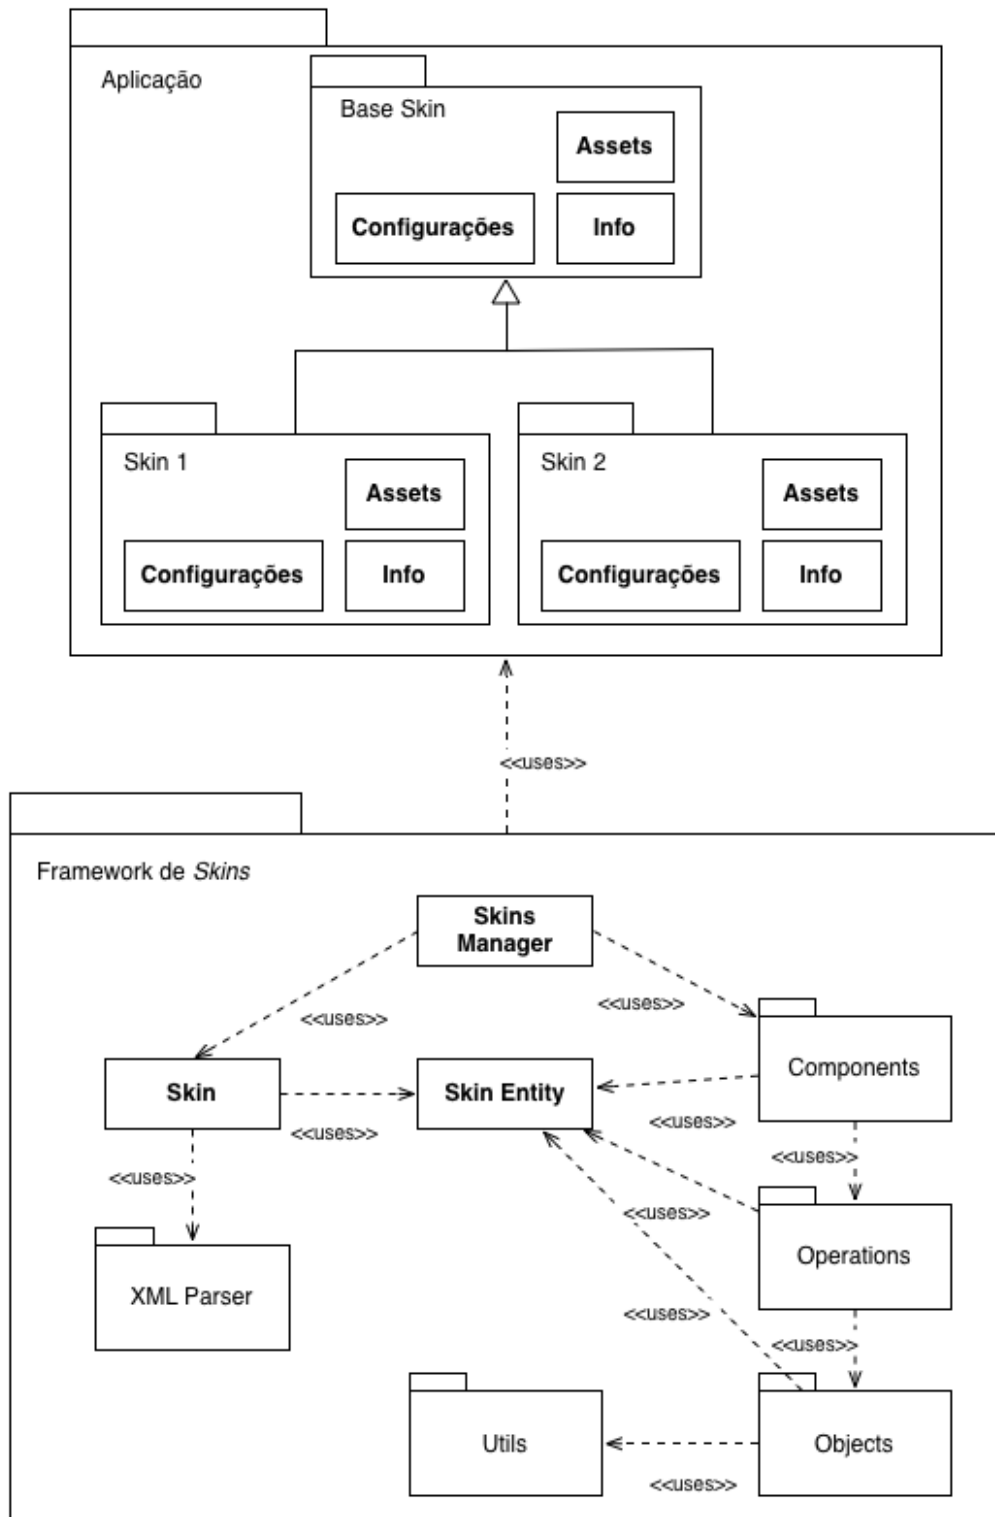 Aplicação
Base Skin
Assets
Configurações
Info
Skin 1
Assets
Configurações
Info
Skin 2
Assets
Configurações
Info
<<uses>>
Framework de Skins
Skins
Manager
<<uses>>
<<uses>>
Components
Skin
Skin Entity
<<uses>>
<<uses>>
<<uses>>
<<uses>>
<<uses>>
Operations
XML Parser
<<uses>>
<<uses>>
Utils
Objects
<<uses>>